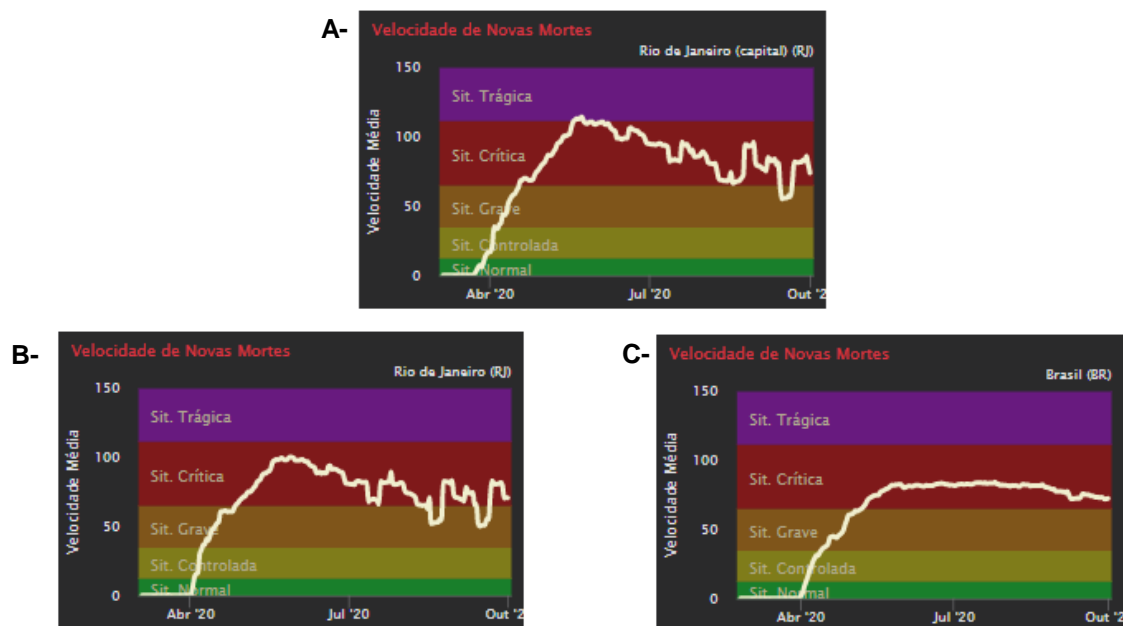 A-
Velocidade de Novas Mortes
Rio de Janeiro (capital) (RJ)
Velocidade Média
150
100
50
0
Sit. Trágica
Sit. Crítica
Sit. Grave
Sit. Controlada
Sit. Normal
Abr '20
Jul '20
Out '2
B-
Velocidade de Novas Mortes
Rio de Janeiro (RJ)
Velocidade Média
150
100
50
0
Sit. Trágica
Sit. Crítica
Sit. Grave
Sit. Controlada
Sit. Normal
Abr '20
Jul '20
Out '2
C-
Velocidade de Novas Mortes
Brasil (BR)
Velocidade Média
150
100
50
0
Sit. Trágica
Sit. Crítica
Sit. Grave
Sit. Controlada
Sit. Normal
Abr '20
Jul '20
Out '2